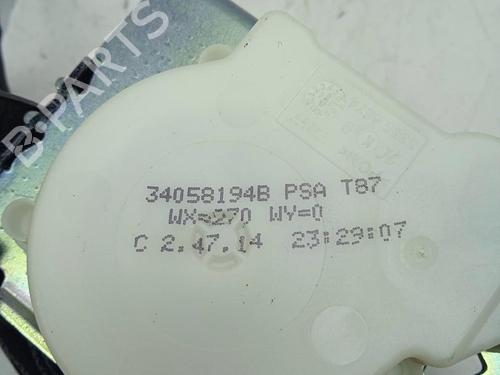 B-PARTS
34058194B PSA T87
WX=270 WY=0
C 2.47.14 23:29:07